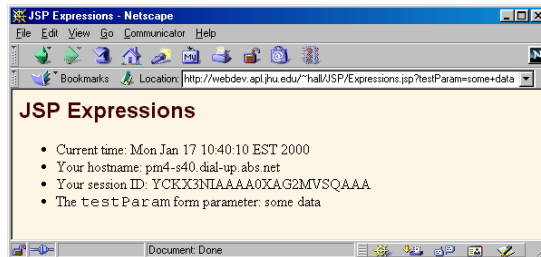 JSP Expressions - Netscape
File Edit View Go Communicator Help
My
Bookmarks Location: http://webdev.apl.jhu.edu/~hall/JSP/Expressions.jsp?testParam=some+data
N
JSP Expressions
• Current time: Mon Jan 17 10:40:10 EST 2000
• Your hostname: pm4-s40.dial-up.abs.net
• Your session ID: YCKX3NIAAAA0XAG2MVSQAAA
• The testParam form parameter: some data
Document: Done